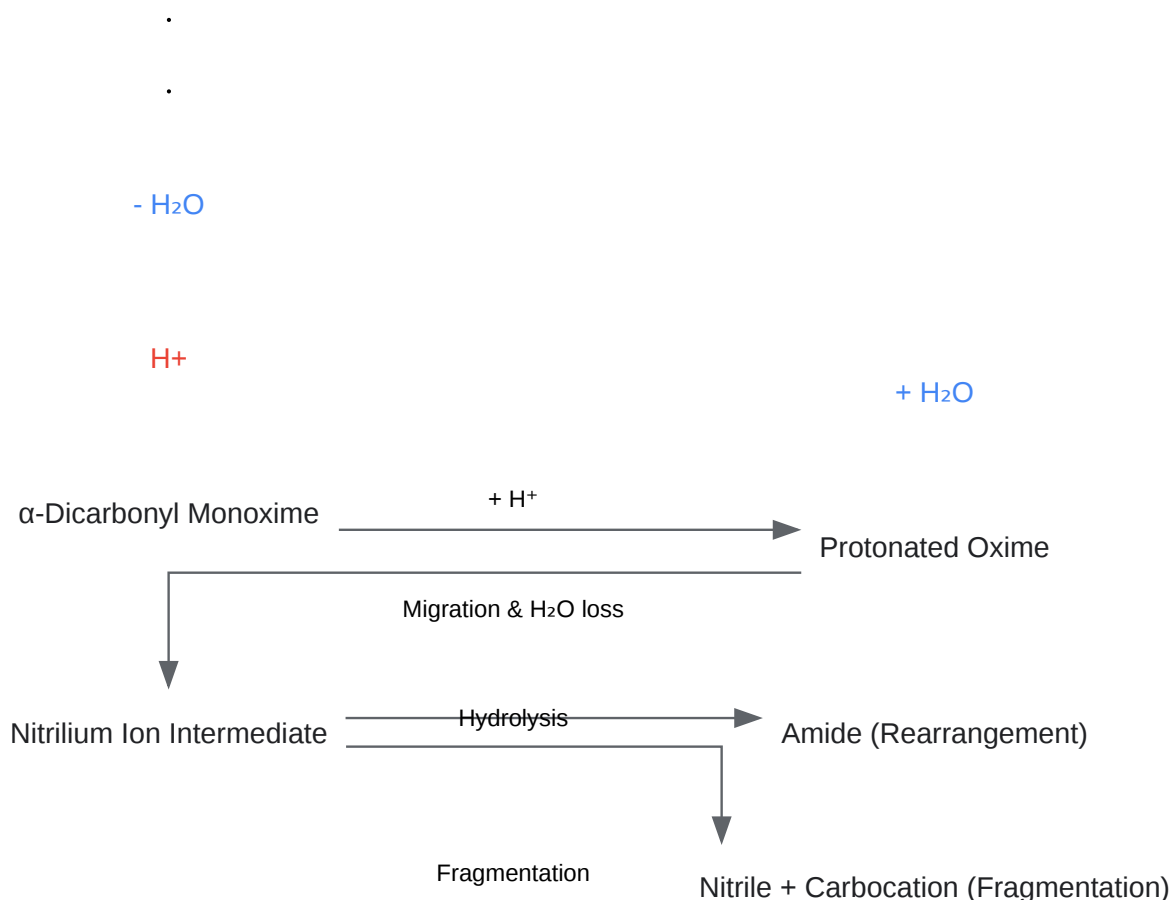 .
.
- H₂O
H+
+ H₂O
+ H⁺
α-Dicarbonyl Monoxime
Protonated Oxime
Migration & H₂O loss
Hydrolysis
Nitrilium Ion Intermediate
Amide (Rearrangement)
Fragmentation
Nitrile + Carbocation (Fragmentation)